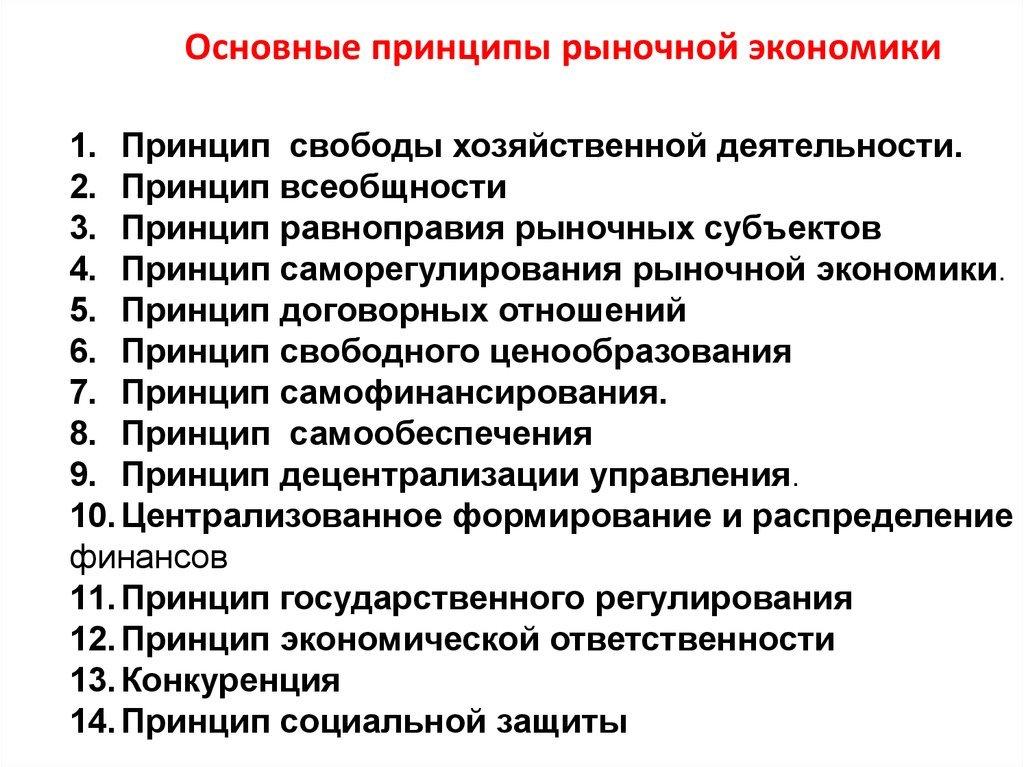 Основные принципы рыночной экономики
1. Принцип свободы хозяйственной деятельности.
2. Принцип всеобщности
3. Принцип равноправия рыночных субъектов
4. Принцип саморегулирования рыночной экономики.
5. Принцип договорных отношений
6. Принцип свободного ценообразования
7. Принцип самофинансирования.
8. Принцип самообеспечения
9. Принцип децентрализации управления.
10. Централизованное формирование и распределение
финансов
11. Принцип государственного регулирования
12. Принцип экономической ответственности
13. Конкуренция
14. Принцип социальной защиты